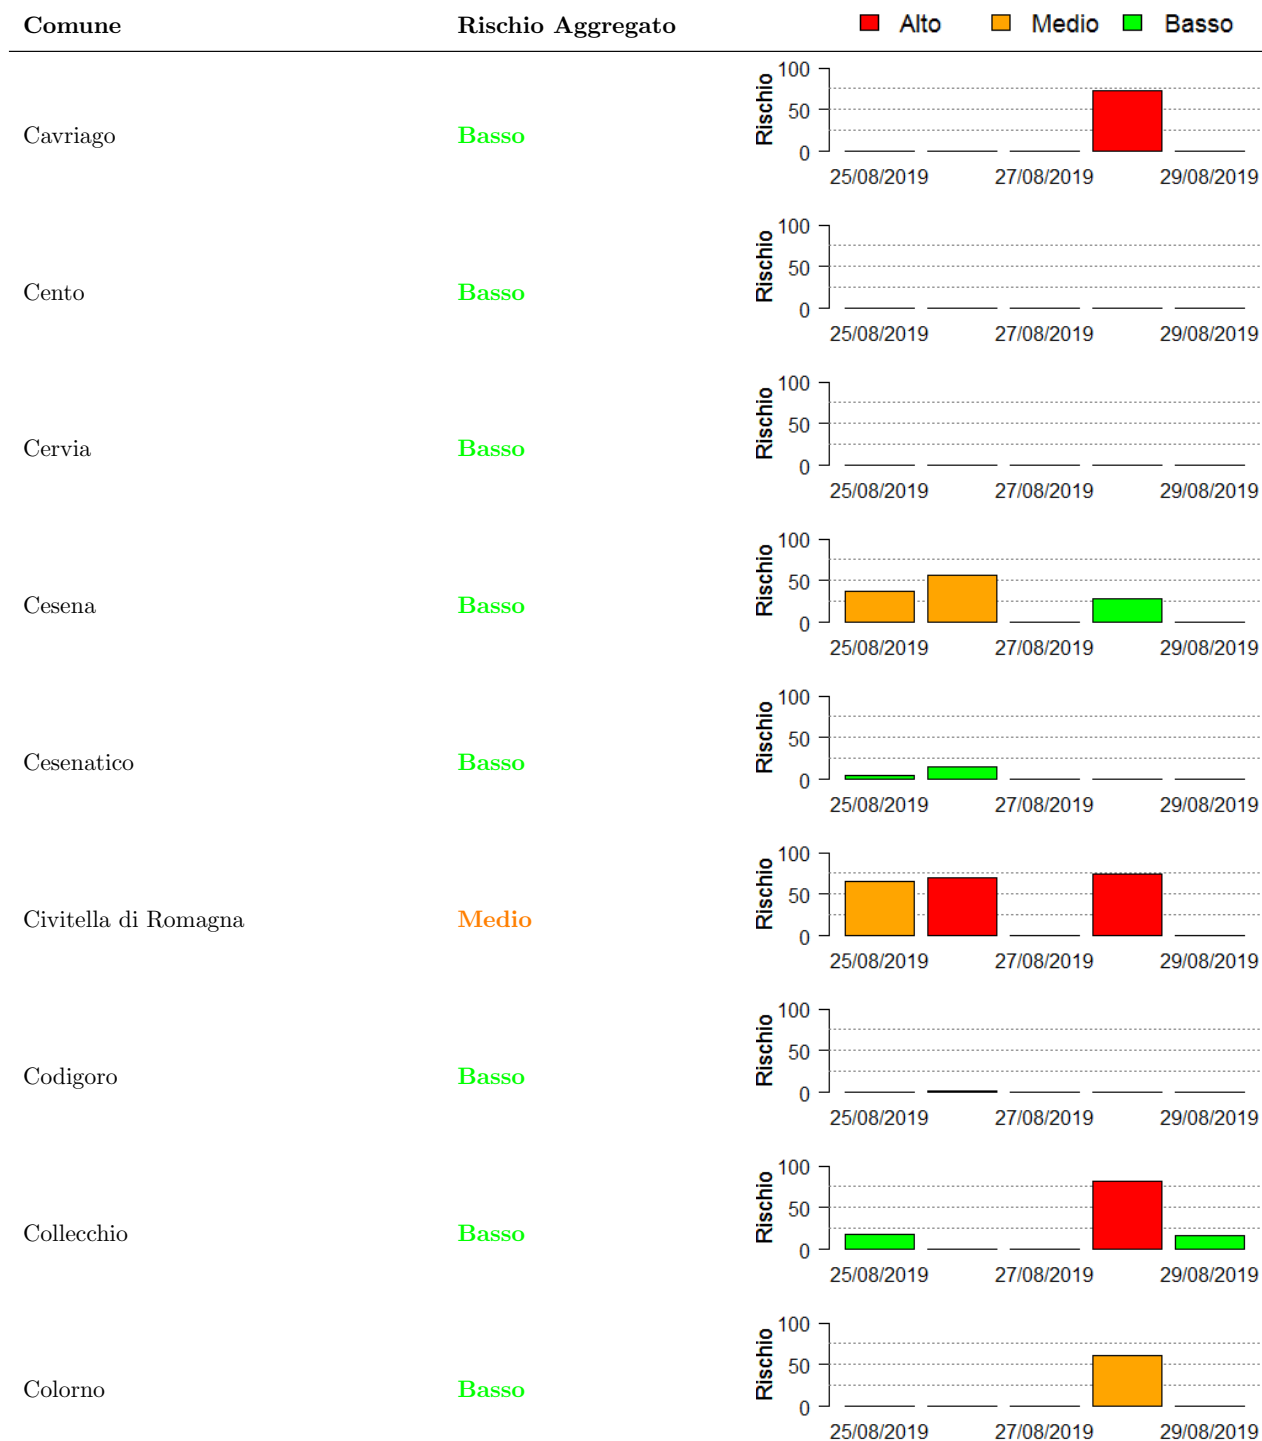 Comune Rischio Aggregato Alto Medio Basso
Cavriago Basso Rischio 100 50 0
25/08/2019 27/08/2019 29/08/2019
Cento Basso Rischio 100 50 0
25/08/2019 27/08/2019 29/08/2019
Cervia Basso Rischio 100 50 0
25/08/2019 27/08/2019 29/08/2019
Cesena Basso Rischio 100 50 0
25/08/2019 27/08/2019 29/08/2019
Cesenatico Basso Rischio 100 50 0
25/08/2019 27/08/2019 29/08/2019
Civitella di Romagna Medio Rischio 100 50 0
25/08/2019 27/08/2019 29/08/2019
Codigoro Basso Rischio 100 50 0
25/08/2019 27/08/2019 29/08/2019
Collecchio Basso Rischio 100 50 0
25/08/2019 27/08/2019 29/08/2019
Colorno Basso Rischio 100 50 0
25/08/2019 27/08/2019 29/08/2019